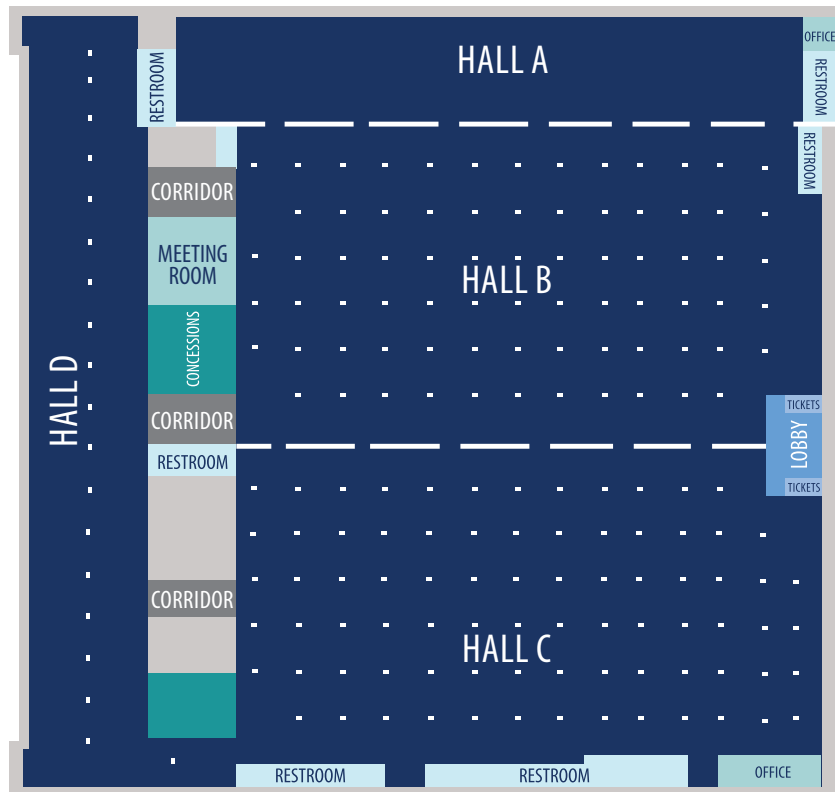 OFFICE
HALL A
RESTROOM
RESTROOM
RESTROOM
CORRIDOR
MEETING
ROOM
HALL B
CONCESSIONS
HALL D
CORRIDOR
TICKETS
LOBBY
RESTROOM
TICKETS
CORRIDOR
HALL C
RESTROOM
RESTROOM
OFFICE